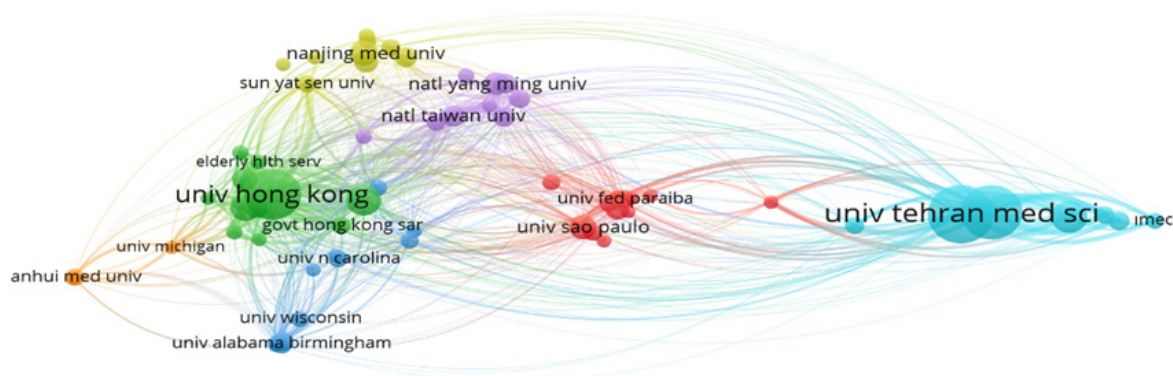 nanjing med univ
sun yat sen univ
natl yang ming univ
natl taiwan univ
elderly hlth serv
univ hong kong
govt hong kong sar
univ michigan
univ n carolina
anhui med univ
univ wisconsin
univ alabama birmingham
univ fed paraiba
univ sao paulo
univ tehran med sci
imec